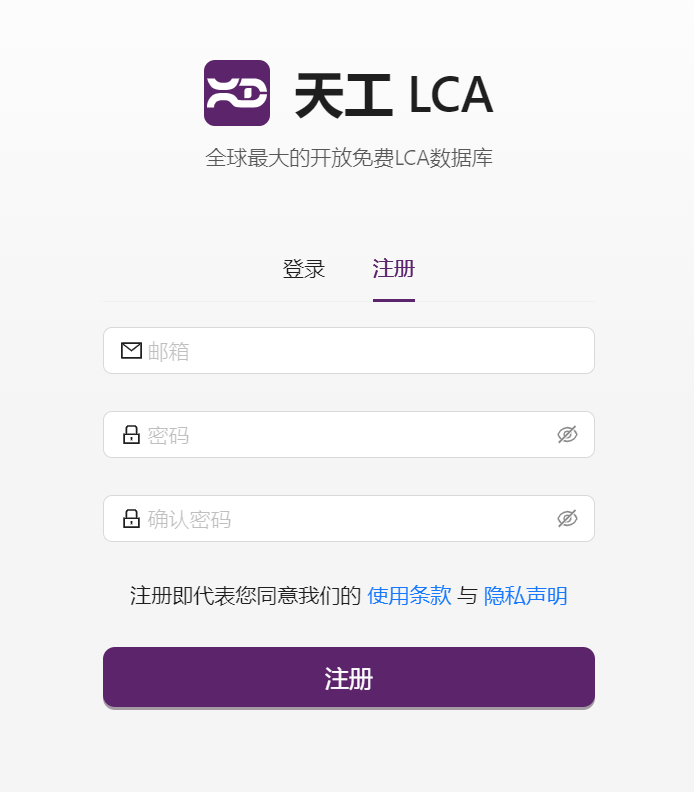 天工 LCA
全球最大的开放免费LCA数据库
登录 注册
邮箱
密码
确认密码
注册即代表您同意我们的 使用条款 与 隐私声明
注册